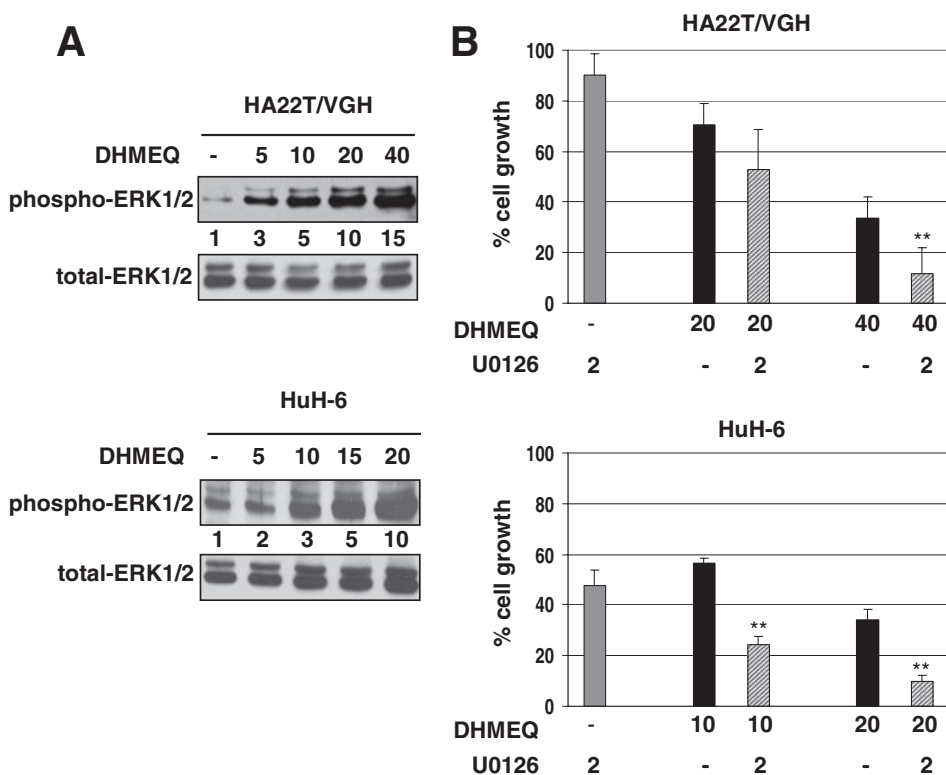 A
HA22T/VGH
DHMEQ - 5 10 20 40
phospho-ERK1/2
1 3 5 10 15
total-ERK1/2
HuH-6
DHMEQ - 5 10 15 20
phospho-ERK1/2
1 2 3 5 10
total-ERK1/2
B
HA22T/VGH
% cell growth
100
80
60
40
20
0
**
DHMEQ - 20 20 40 40
U0126 2 - 2 - 2
HuH-6
% cell growth
100
80
60
40
20
0
**
**
DHMEQ - 10 10 20 20
U0126 2 - 2 - 2